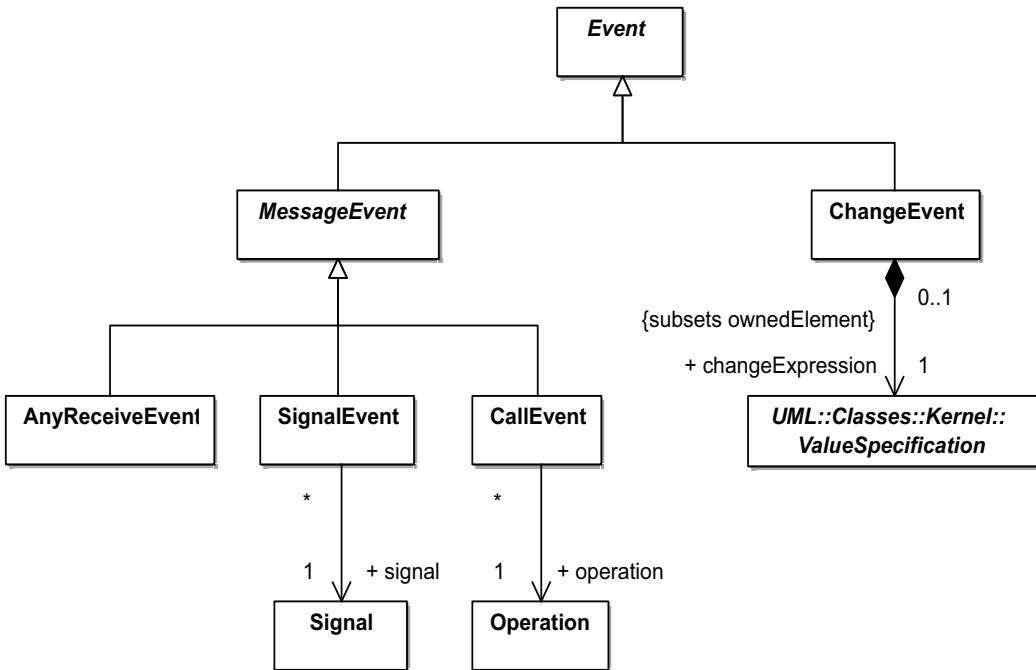 Event
MessageEvent
ChangeEvent
0..1
{subsets ownedElement}
+ changeExpression
1
AnyReceiveEvent
SignalEvent
CallEvent
UML::Classes::Kernel::
ValueSpecification
*
*
1
+ signal
1
+ operation
Signal
Operation